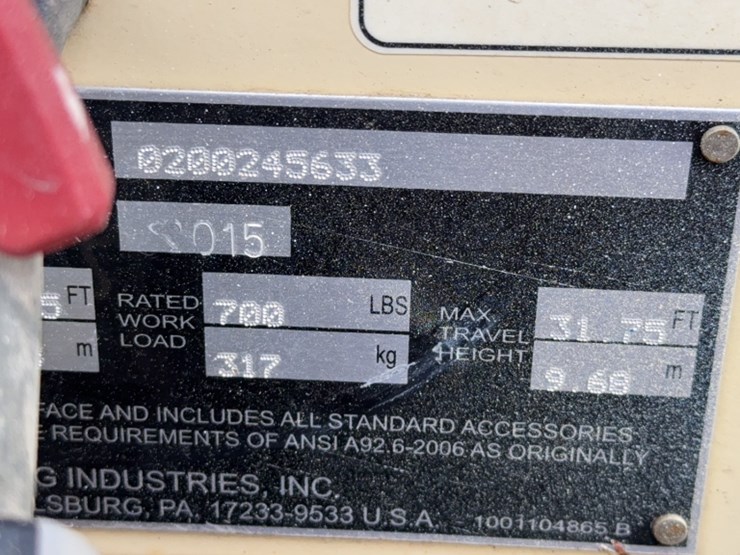 0200245633
015
5 FT
m
RATED WORK LOAD
700 LBS
317 kg
MAX. TRAVEL HEIGHT
31.75 FT
9.68 m
FACE AND INCLUDES ALL STANDARD ACCESSORIES
E REQUIREMENTS OF ANSI A92.6-2006 AS ORIGINALLY
G INDUSTRIES, INC.
LSBURG, PA. 17233-9533 U.S.A.
1001104865 B